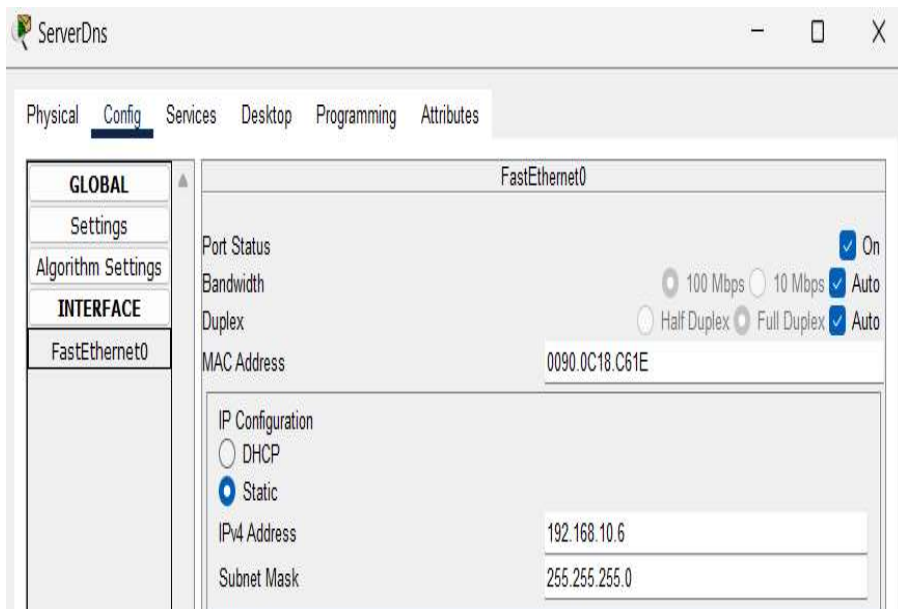 ServerDns
Physical Config Services Desktop Programming Attributes
GLOBAL
Settings
Algorithm Settings
INTERFACE
FastEthernet0
FastEthernet0
Port Status On
Bandwidth 100 Mbps 10 Mbps Auto
Duplex Half Duplex Full Duplex Auto
MAC Address 0090.0C18.C61E
IP Configuration
DHCP
Static
IPv4 Address 192.168.10.6
Subnet Mask 255.255.255.0